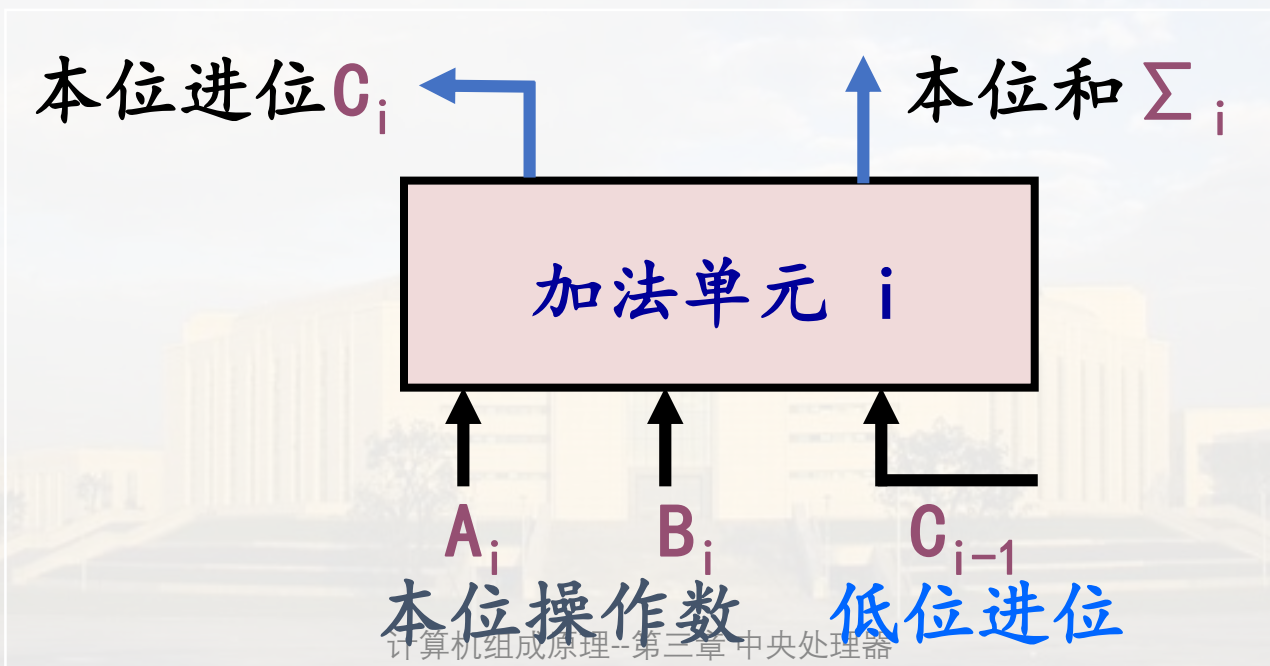 本位进位Cᵢ 本位和 ∑ᵢ
加法单元 i
Aᵢ Bᵢ Cᵢ₋₁
本位操作数 低位进位
计算机组成原理--第三章 中央处理器